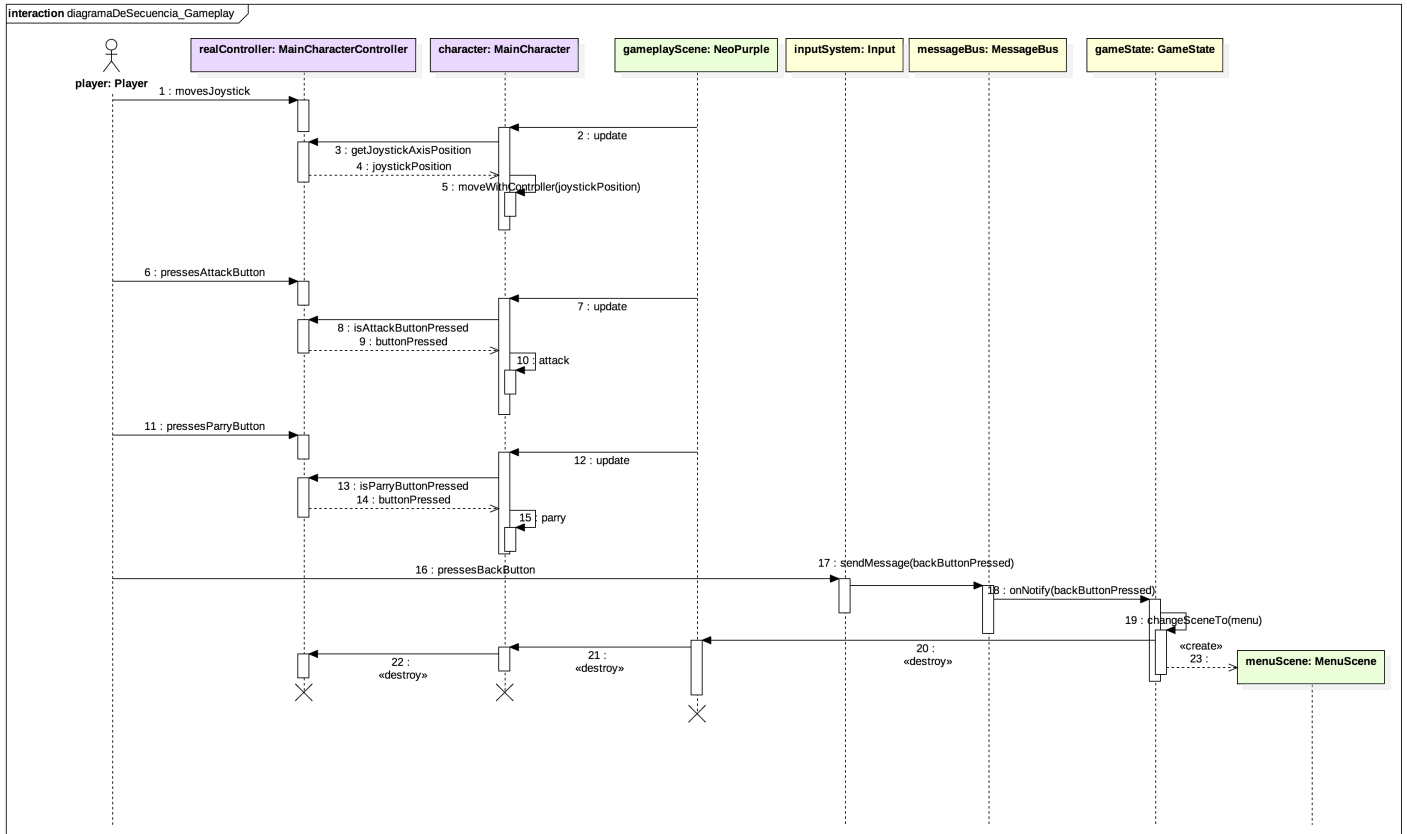 interaction diagramaDeSecuencia_Gameplay
player: Player
realController: MainCharacterController
character: MainCharacter
gameplayScene: NeoPurple
inputSystem: Input
messageBus: MessageBus
gameState: GameState
1 : movesJoystick
2 : update
3 : getJoystickAxisPosition
4 : joystickPosition
5 : moveWithController(joystickPosition)
6 : pressesAttackButton
7 : update
8 : isAttackButtonPressed
9 : buttonPressed
10 : attack
11 : pressesParryButton
12 : update
13 : isParryButtonPressed
14 : buttonPressed
15 : parry
16 : pressesBackButton
17 : sendMessage(backButtonPressed)
18 : onNotify(backButtonPressed)
19 : changeSceneTo(menu)
20 :
«destroy»
21 :
«destroy»
22 :
«destroy»
«create»
23 :
menuScene: MenuScene